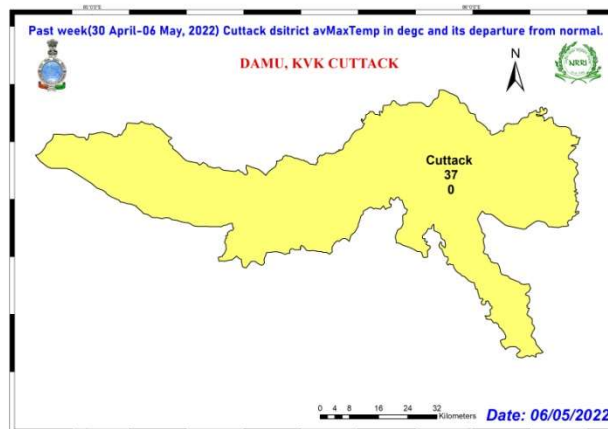 Past week(30 April-06 May, 2022) Cuttack dsitrict avMaxTemp in degc and its departure from normal.
DAMU, KVK CUTTACK
N
NRRI
Cuttack
37
0
0 4 8 16 24 32
Kilometers
Date: 06/05/2022